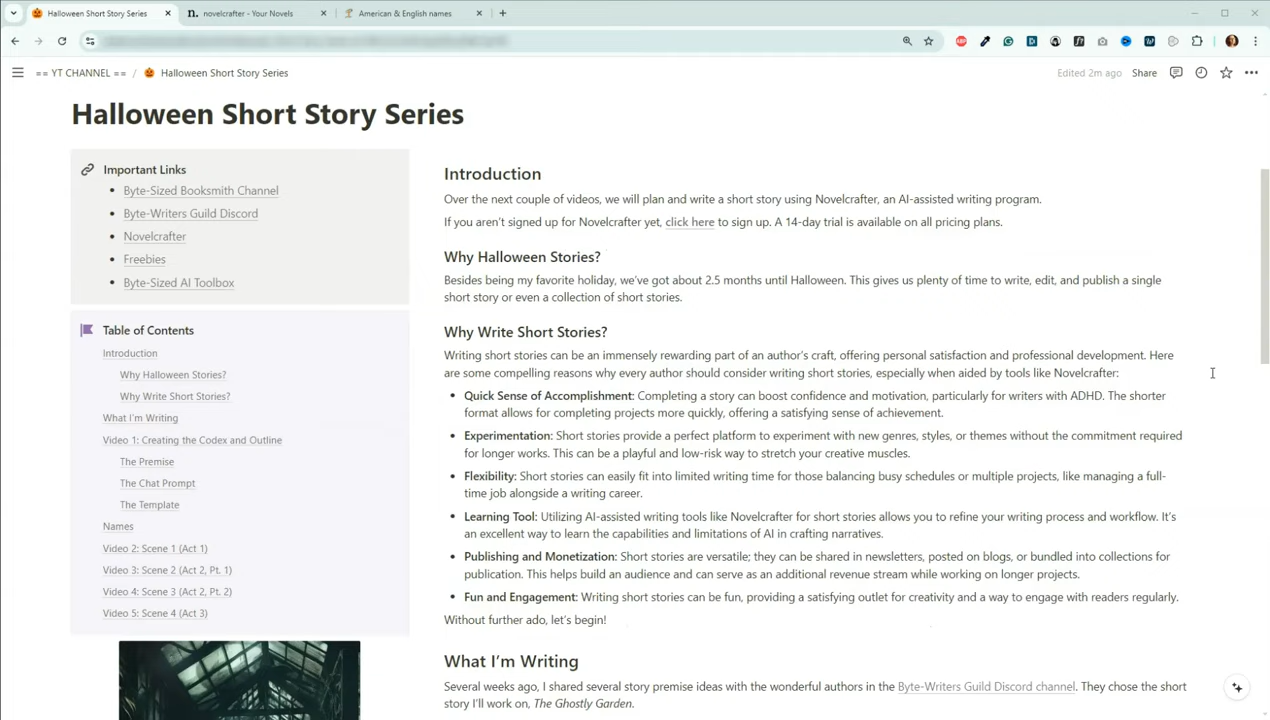 Halloween Short Story Series
novelcrafter - Your Novels
American & English names
== YT CHANNEL == / Halloween Short Story Series
Edited 2m ago
Share
Halloween Short Story Series
Important Links
Byte-Sized Booksmith Channel
Byte-Writers Guild Discord
Novelcrafter
Freebies
Byte-Sized AI Toolbox
Table of Contents
Introduction
Why Halloween Stories?
Why Write Short Stories?
What I'm Writing
Video 1: Creating the Codex and Outline
The Premise
The Chat Prompt
The Template
Names
Video 2: Scene 1 (Act 1)
Video 3: Scene 2 (Act 2, Pt. 1)
Video 4: Scene 3 (Act 2, Pt. 2)
Video 5: Scene 4 (Act 3)
Introduction
Over the next couple of videos, we will plan and write a short story using Novelcrafter, an AI-assisted writing program.
If you aren't signed up for Novelcrafter yet, click here to sign up. A 14-day trial is available on all pricing plans.
Why Halloween Stories?
Besides being my favorite holiday, we've got about 2.5 months until Halloween. This gives us plenty of time to write, edit, and publish a single
short story or even a collection of short stories.
Why Write Short Stories?
Writing short stories can be an immensely rewarding part of an author's craft, offering personal satisfaction and professional development. Here
are some compelling reasons why every author should consider writing short stories, especially when aided by tools like Novelcrafter:
• Quick Sense of Accomplishment: Completing a story can boost confidence and motivation, particularly for writers with ADHD. The shorter
format allows for completing projects more quickly, offering a satisfying sense of achievement.
• Experimentation: Short stories provide a perfect platform to experiment with new genres, styles, or themes without the commitment required
for longer works. This can be a playful and low-risk way to stretch your creative muscles.
• Flexibility: Short stories can easily fit into limited writing time for those balancing busy schedules or multiple projects, like managing a full-
time job alongside a writing career.
• Learning Tool: Utilizing AI-assisted writing tools like Novelcrafter for short stories allows you to refine your writing process and workflow. It's
an excellent way to learn the capabilities and limitations of AI in crafting narratives.
• Publishing and Monetization: Short stories are versatile; they can be shared in newsletters, posted on blogs, or bundled into collections for
publication. This helps build an audience and can serve as an additional revenue stream while working on longer projects.
• Fun and Engagement: Writing short stories can be fun, providing a satisfying outlet for creativity and a way to engage with readers regularly.
Without further ado, let's begin!
What I'm Writing
Several weeks ago, I shared several story premise ideas with the wonderful authors in the Byte-Writers Guild Discord channel. They chose the short
story I'll work on, The Ghostly Garden.